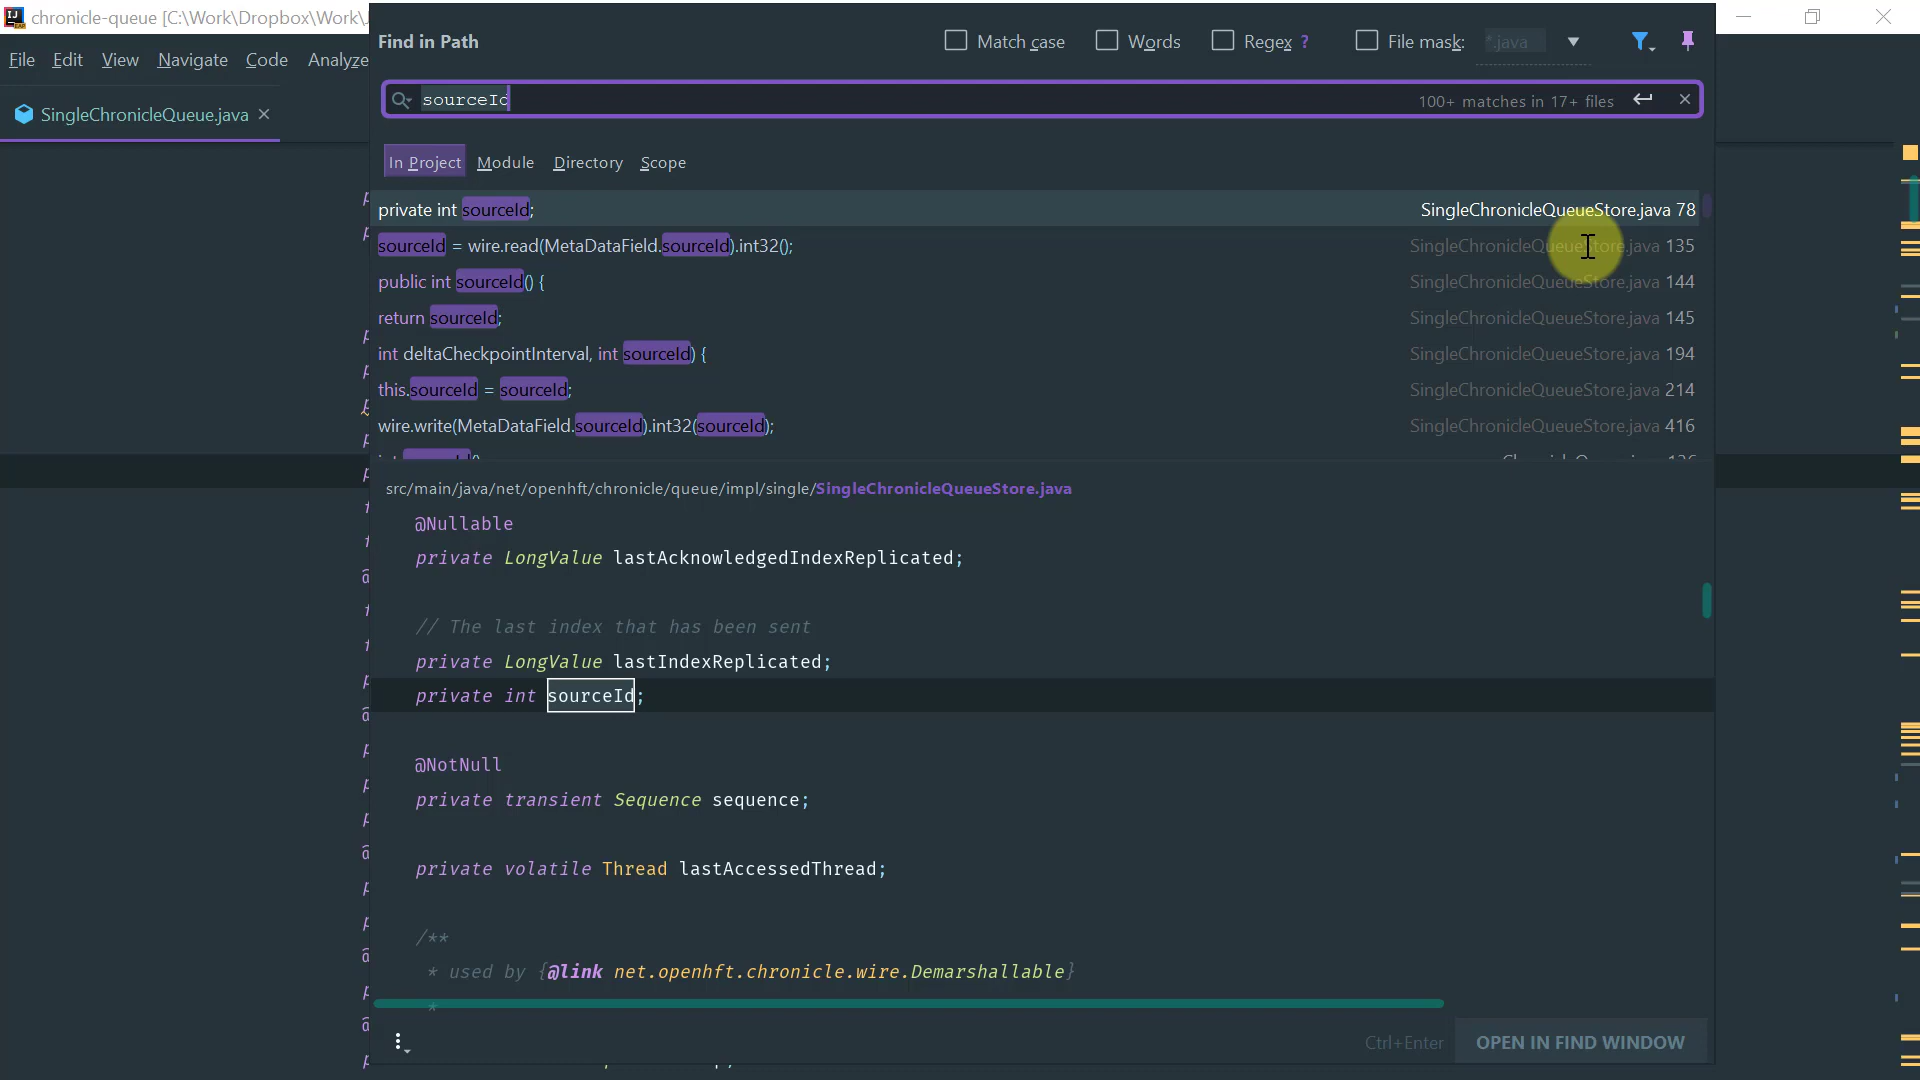 chronicle-queue [C:\Work\Dropbox\Work\
File Edit View Navigate Code Analyze
SingleChronicleQueue.java
Find in Path
Match case Words Regex ? File mask: *.java
sourceId
100+ matches in 17+ files
In Project Module Directory Scope
private int sourceId; SingleChronicleQueueStore.java 78
sourceId = wire.read(MetaDataField.sourceId).int32(); SingleChronicleQueueStore.java 135
public int sourceId() { SingleChronicleQueueStore.java 144
return sourceId; SingleChronicleQueueStore.java 145
int deltaCheckpointInterval, int sourceId) { SingleChronicleQueueStore.java 194
this.sourceId = sourceId; SingleChronicleQueueStore.java 214
wire.write(MetaDataField.sourceId).int32(sourceId); SingleChronicleQueueStore.java 416
src/main/java/net/openhft/chronicle/queue/impl/single/SingleChronicleQueueStore.java
@Nullable
private LongValue lastAcknowledgedIndexReplicated;
// The last index that has been sent
private LongValue lastIndexReplicated;
private int sourceId;
@NotNull
private transient Sequence sequence;
private volatile Thread lastAccessedThread;
/**
* used by {@link net.openhft.chronicle.wire.Demarshallable}
*
Ctrl+Enter OPEN IN FIND WINDOW